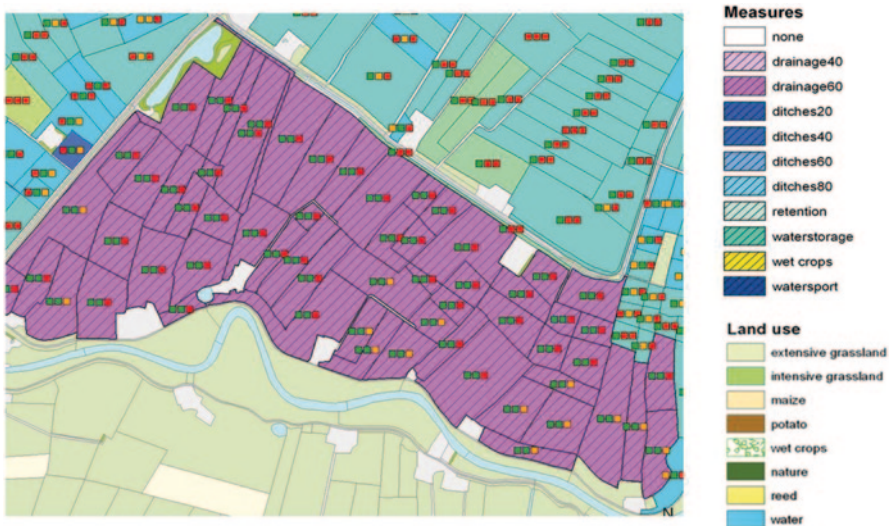 Measures
none
drainage40
drainage60
ditches20
ditches40
ditches60
ditches80
retention
waterstorage
wet crops
watersport
Land use
extensive grassland
intensive grassland
maize
potato
wet crops
nature
reed
water
N